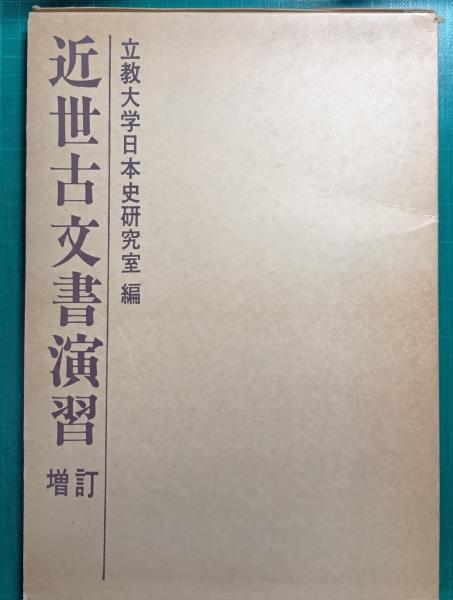 近世古文書演習
増訂
立教大学日本史研究室 編